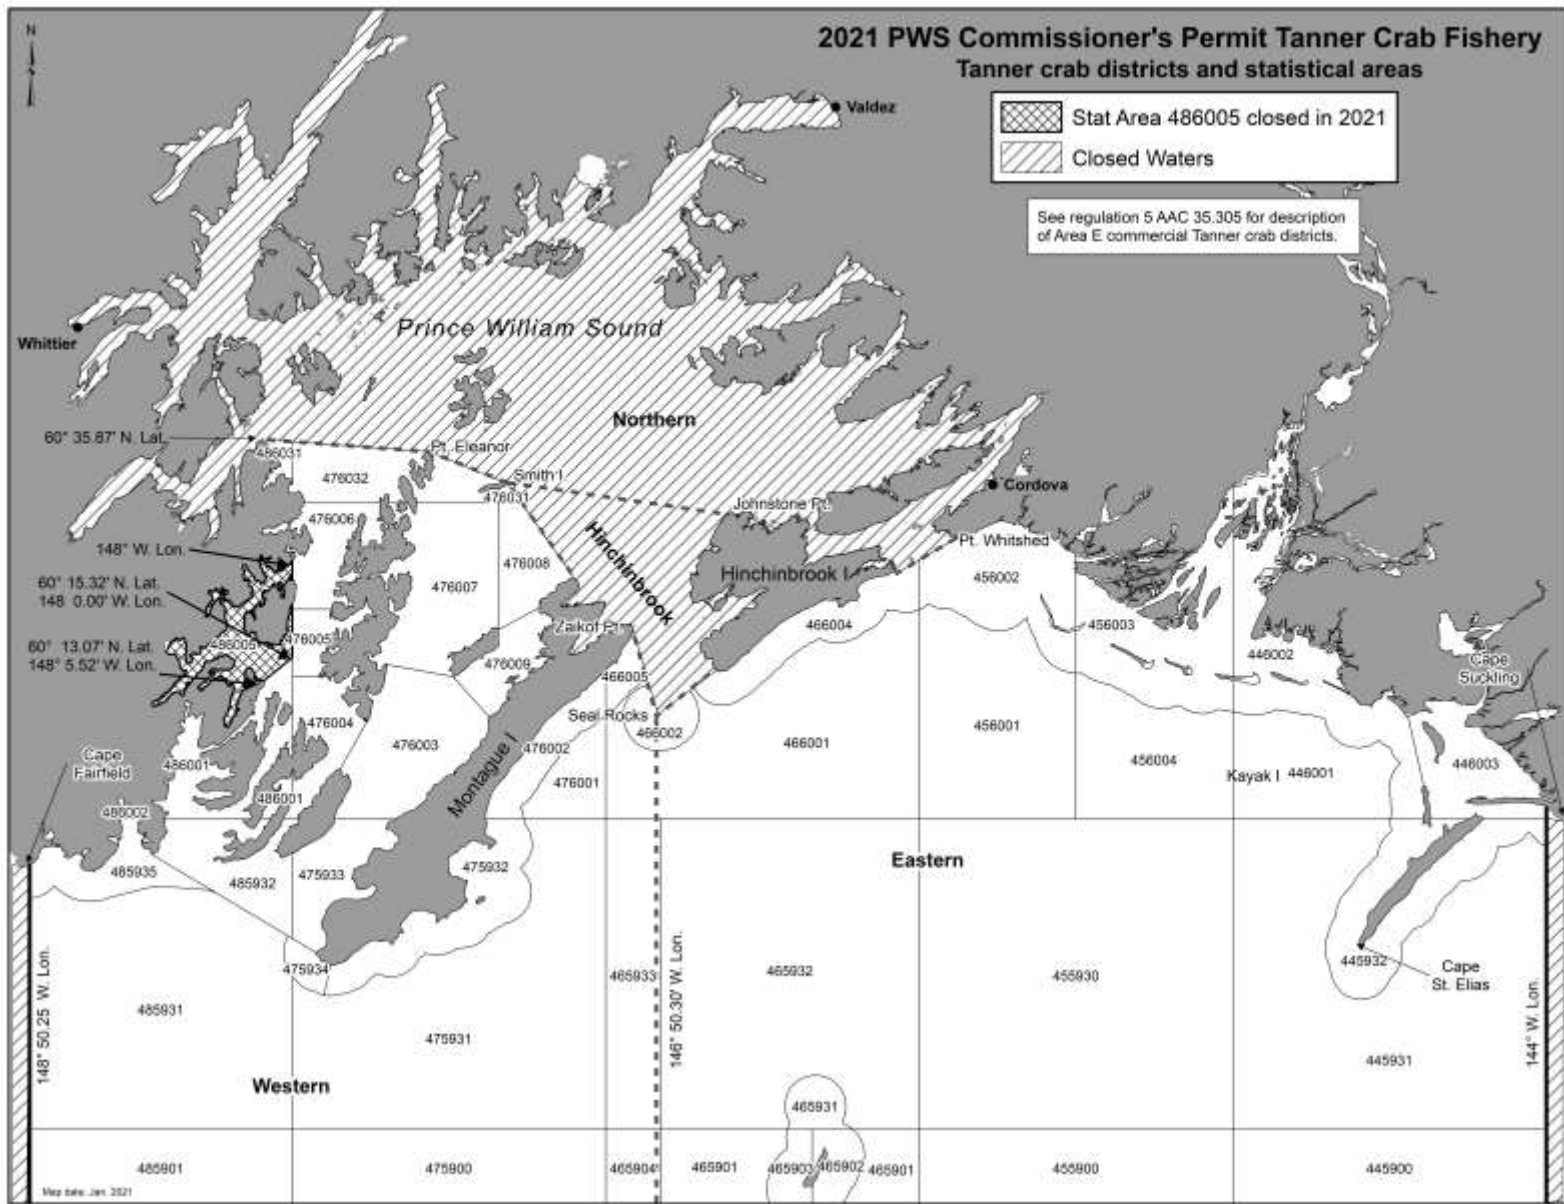 N
2021 PWS Commissioner's Permit Tanner Crab Fishery
Tanner crab districts and statistical areas
Stat Area 486005 closed in 2021
Closed Waters
See regulation 5 AAC 35.305 for description
of Area E commercial Tanner crab districts.
Valdez
Whittier
Prince William Sound
Northern
60° 35.87' N. Lat.
486031
Pt. Eleanor
476032
Smith I
476031
Johnstone Pt.
Cordova
476006
148° W. Lon.
Hinchinbrook
Pt. Whitshed
476008
Hinchinbrook I
456002
60° 15.32' N. Lat.
148 0.00' W. Lon.
476007
Zaikof Pt.
466004
456003
486005
476005
60° 13.07' N. Lat.
148° 5.52' W. Lon.
476009
446002
Cape
Suckling
466005
476004
Seal Rocks
466002
476003
476002
466001
456001
456004
Cape
Fairfield
486001
476001
Kayak I
446001
446003
Montague I
486001
486002
485935
485932
475933
475932
Eastern
475934
465933
465932
455930
445932
Cape
St. Elias
148° 50.25 W. Lon.
146° 50.30' W. Lon.
144° W. Lon.
485931
475931
445931
Western
465931
485901
475900
465904
465901
465903
465902
465901
455900
445900
Map date: Jan. 2021